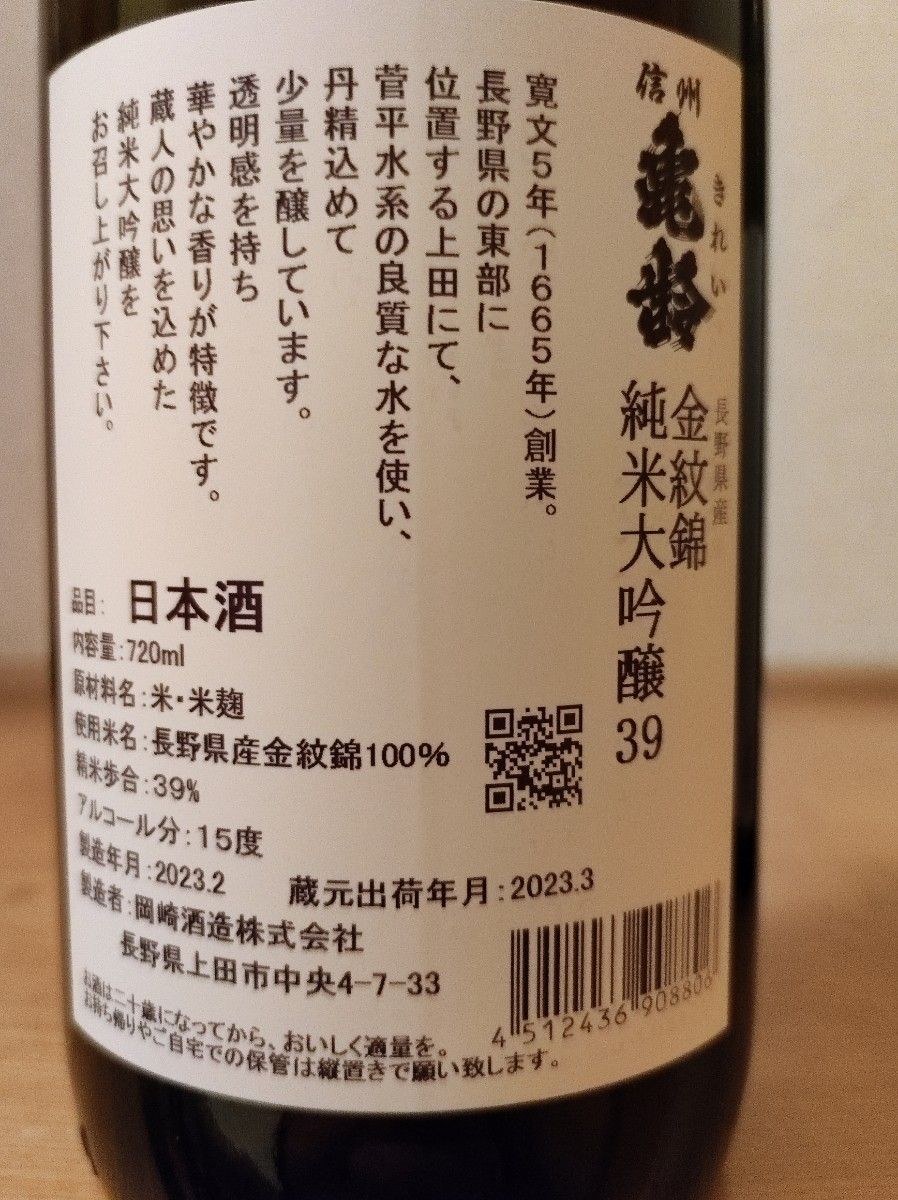 信州
亀齢
きれい
長野県産
金紋錦
純米大吟醸39
寛文5年(1665年)創業。
長野県の東部に
位置する上田にて、
菅平水系の良質な水を使い、
丹精込めて
少量を醸しています。
透明感を持ち
華やかな香りが特徴です。
蔵人の思いを込めた
純米大吟醸を
お召し上がり下さい。
品目: 日本酒
内容量:720ml
原材料名:米・米麹
使用米名:長野県産金紋錦100%
精米歩合:39%
アルコール分:15度
製造年月:2023.2 蔵元出荷年月:2023.3
製造者:岡崎酒造株式会社
長野県上田市中央4-7-33
お酒は二十歳になってから、おいしく適量を。
お持ち帰りやご自宅での保管は縦置きで願い致します。
4 512436 908806